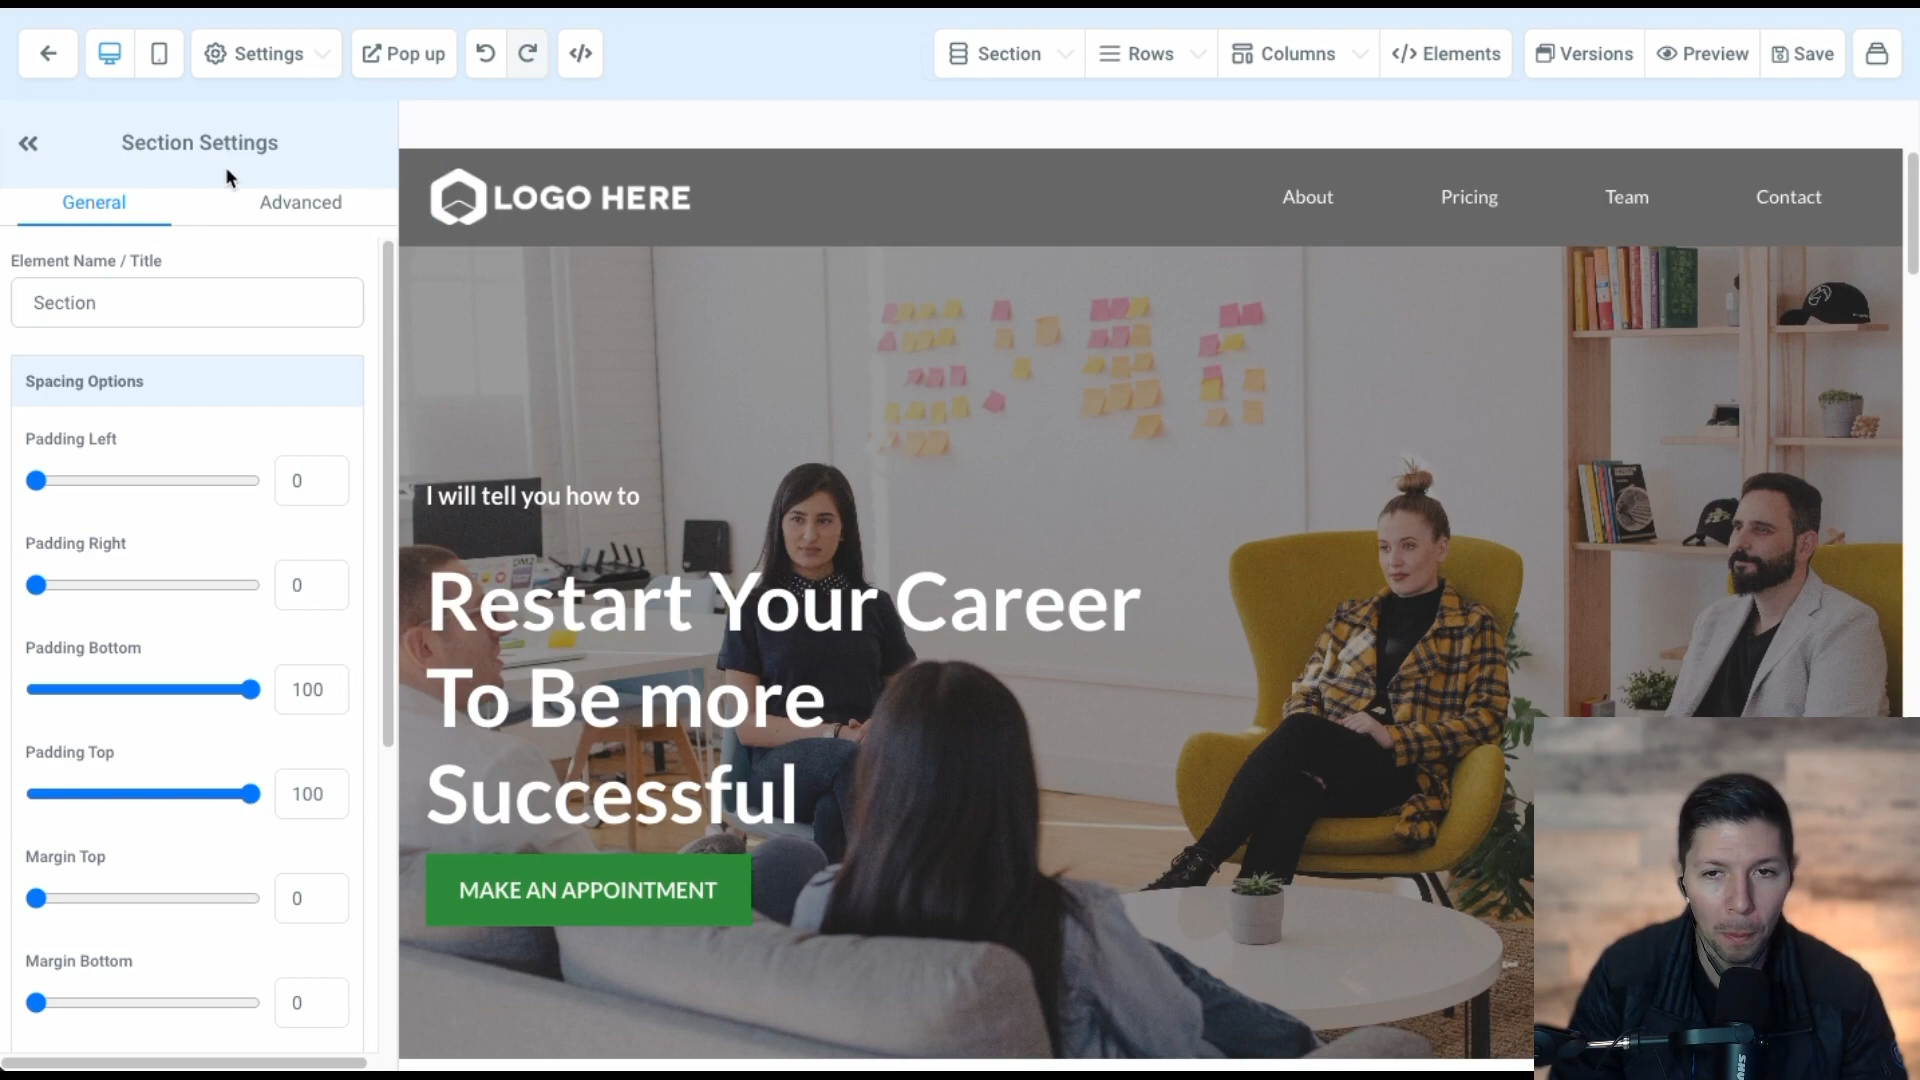 Settings
Pop up
Section
Rows
Columns
</> Elements
Versions
Preview
Save
Section Settings
General
Advanced
Element Name / Title
Section
Spacing Options
Padding Left
0
Padding Right
0
Padding Bottom
100
Padding Top
100
Margin Top
0
Margin Bottom
0
LOGO HERE
About
Pricing
Team
Contact
I will tell you how to
Restart Your Career
To Be more
Successful
MAKE AN APPOINTMENT